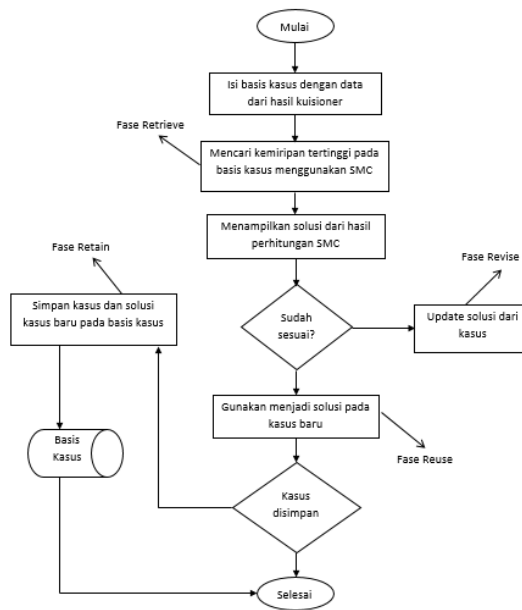 Mulai
Isi basis kasus dengan data
dari hasil kuisioner
Fase Retrieve
Mencari kemiripan tertinggi pada
basis kasus menggunakan SMC
Menampilkan solusi dari hasil
perhitungan SMC
Fase Retain
Fase Revise
Simpan kasus dan solusi
kasus baru pada basis kasus
Sudah
sesuai?
Update solusi dari
kasus
Gunakan menjadi solusi pada
kasus baru
Basis
Kasus
Fase Reuse
Kasus
disimpan
Selesai